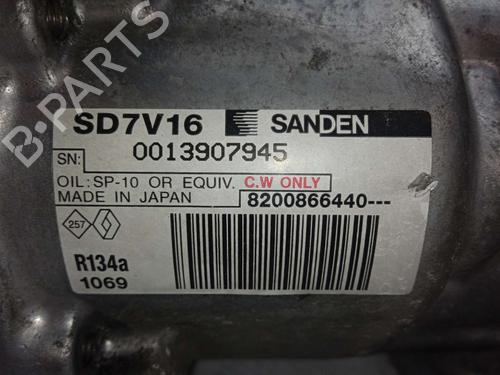 B-PARTS
SD7V16 SANDEN
SN: 0013907945
OIL: SP-10 OR EQUIV. C.W ONLY
MADE IN JAPAN 8200866440---
257
R134a
1069